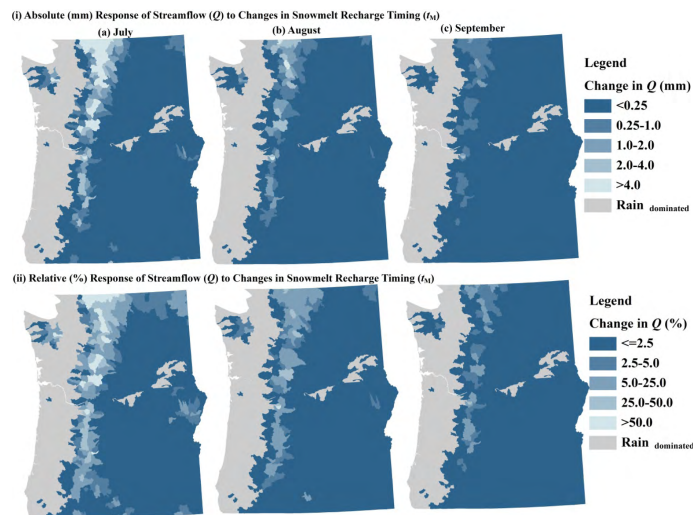 (i) Absolute (mm) Response of Streamflow (Q) to Changes in Snowmelt Recharge Timing (tM)
(a) July
(b) August
(c) September
Legend
Change in Q (mm)
<0.25
0.25-1.0
1.0-2.0
2.0-4.0
>4.0
Rain dominated
(ii) Relative (%) Response of Streamflow (Q) to Changes in Snowmelt Recharge Timing (tM)
Legend
Change in Q (%)
<=2.5
2.5-5.0
5.0-25.0
25.0-50.0
>50.0
Rain dominated